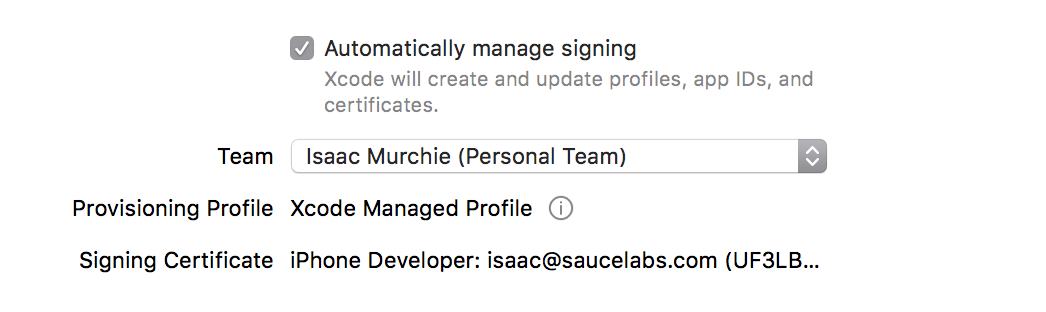 Automatically manage signing
Xcode will create and update profiles, app IDs, and
certificates.
Team Isaac Murchie (Personal Team)
Provisioning Profile Xcode Managed Profile
Signing Certificate iPhone Developer: isaac@saucelabs.com (UF3LB...